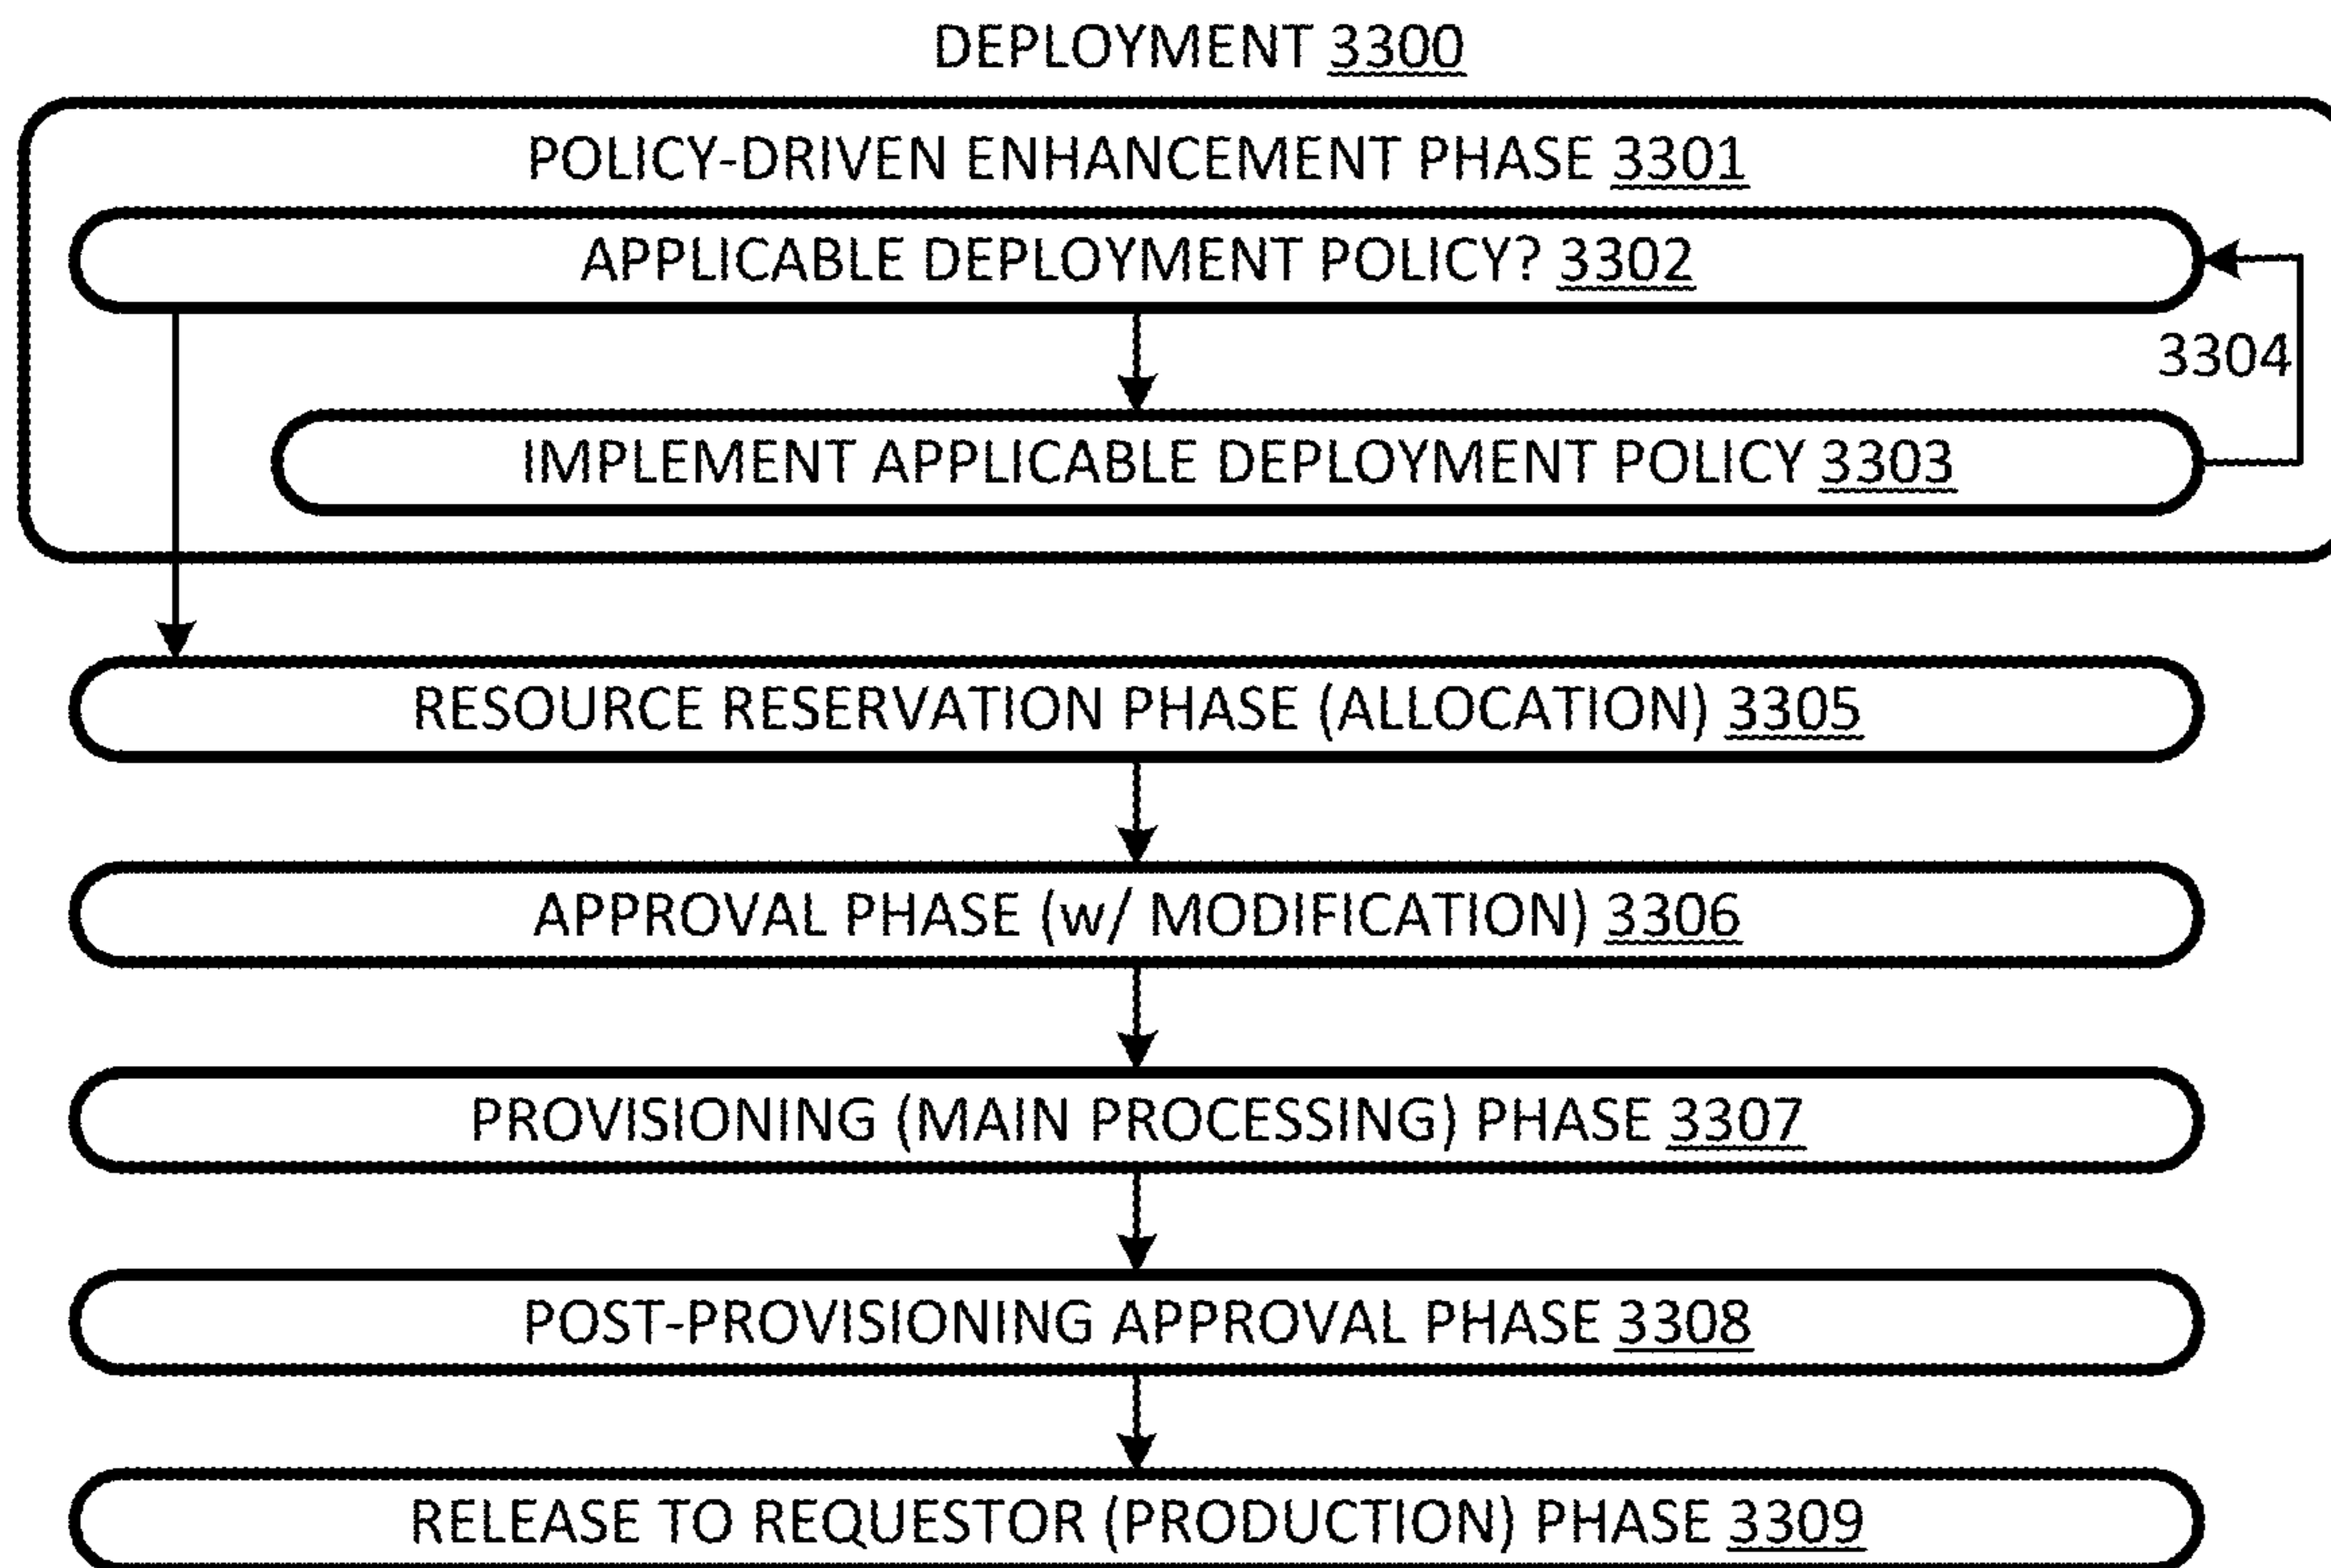 DEPLOYMENT 3300
POLICY-DRIVEN ENHANCEMENT PHASE 3301
APPLICABLE DEPLOYMENT POLICY? 3302
3304
IMPLEMENT APPLICABLE DEPLOYMENT POLICY 3303
RESOURCE RESERVATION PHASE (ALLOCATION) 3305
APPROVAL PHASE (w/ MODIFICATION) 3306
PROVISIONING (MAIN PROCESSING) PHASE 3307
POST-PROVISIONING APPROVAL PHASE 3308
RELEASE TO REQUESTOR (PRODUCTION) PHASE 3309